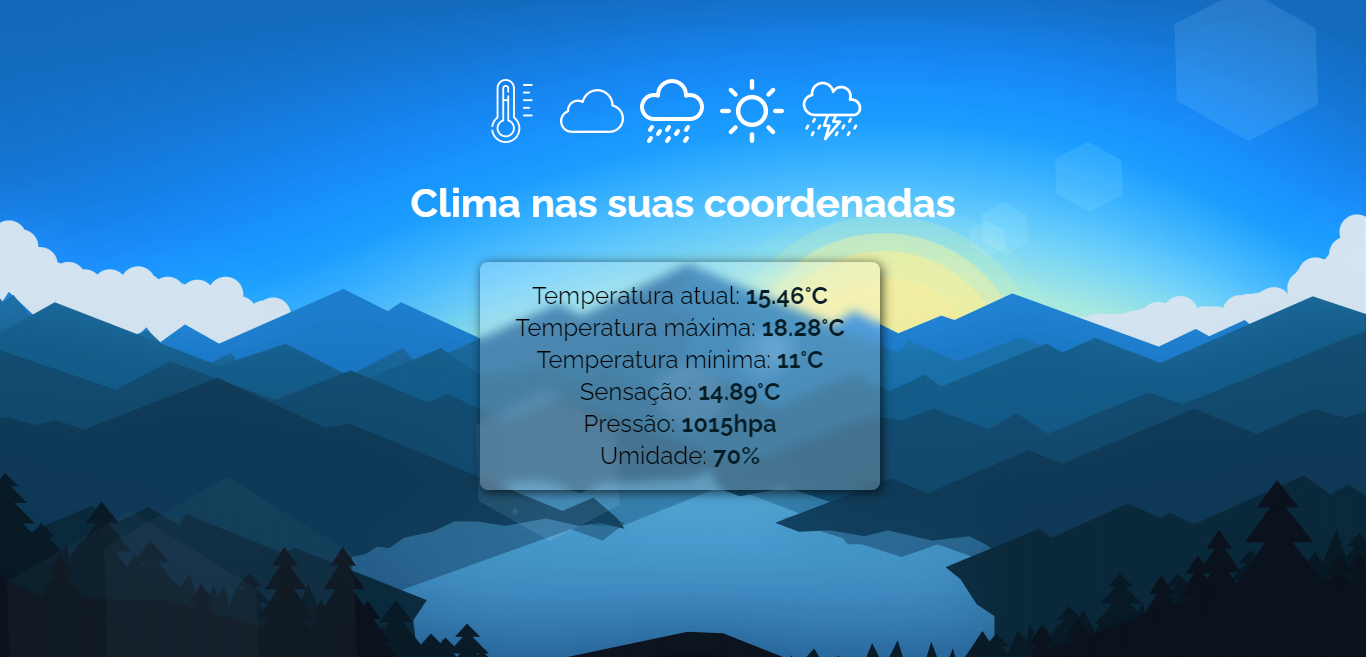 Clima nas suas coordenadas
Temperatura atual: 15.46°C
Temperatura máxima: 18.28°C
Temperatura mínima: 11°C
Sensação: 14.89°C
Pressão: 1015hpa
Umidade: 70%